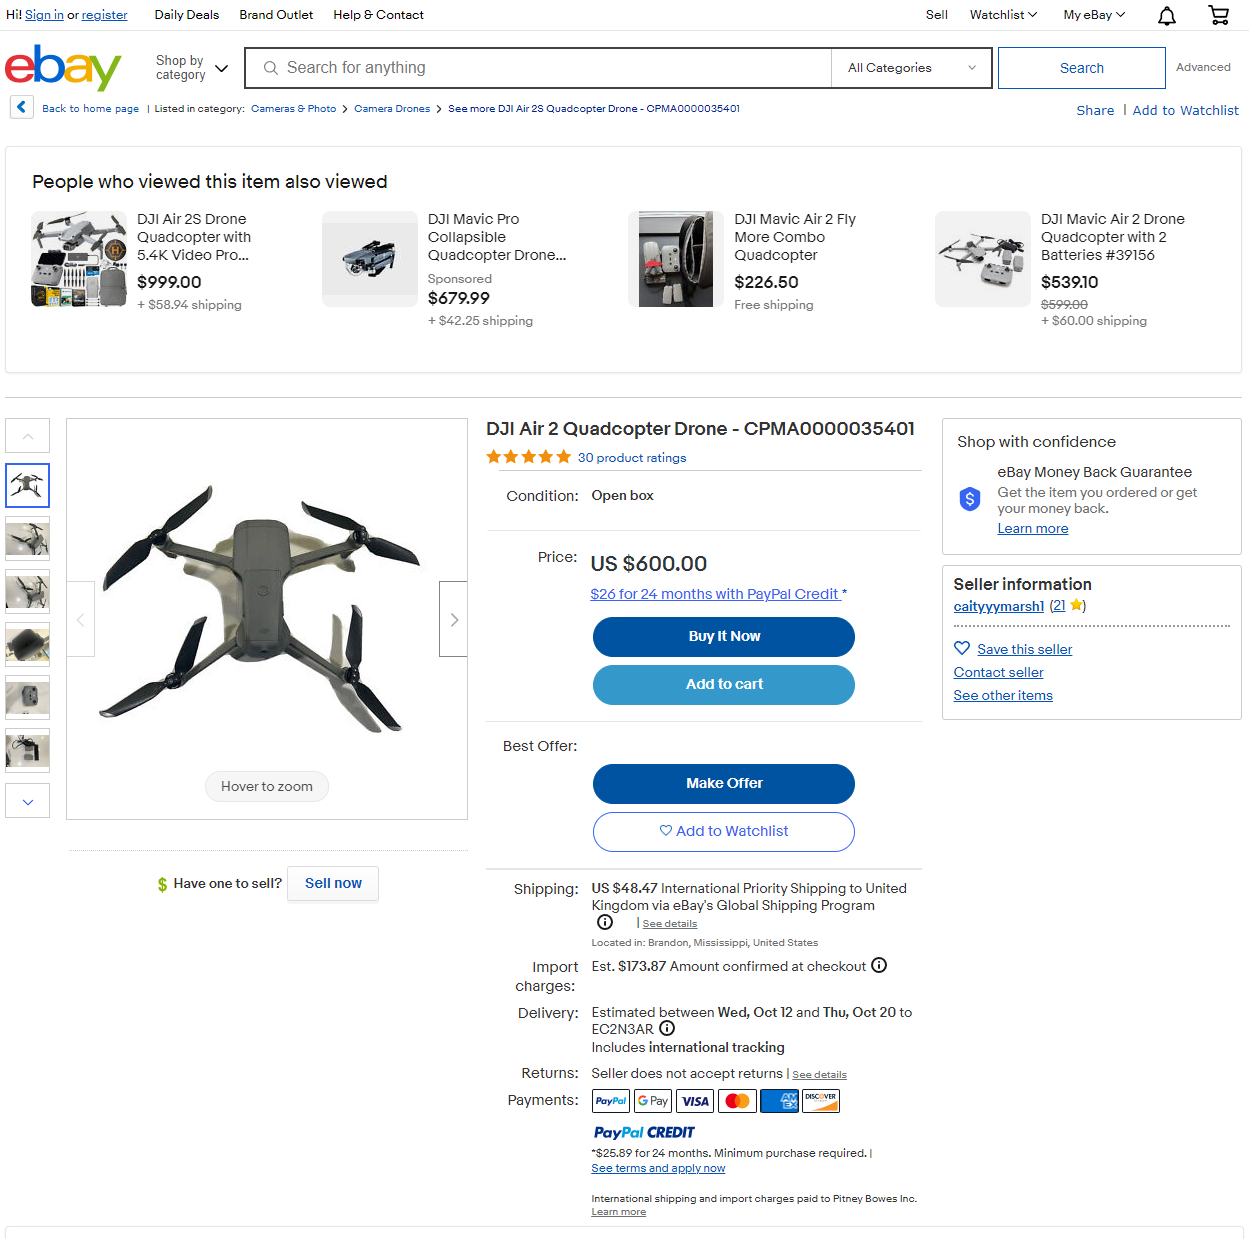 Hi! Sign in or register
Daily Deals
Brand Outlet
Help & Contact
Sell
Watchlist
My eBay
ebay
Shop by
category
Search for anything
All Categories
Search
Advanced
Back to home page | Listed in category: Cameras & Photo > Camera Drones > See more DJI Air 2S Quadcopter Drone - CPMA0000035401
Share | Add to Watchlist
People who viewed this item also viewed
DJI Air 2S Drone
Quadcopter with
5.4K Video Pro...
$999.00
+ $58.94 shipping
DJI Mavic Pro
Collapsible
Quadcopter Drone...
Sponsored
$679.99
+ $42.25 shipping
DJI Mavic Air 2 Fly
More Combo
Quadcopter
$226.50
Free shipping
DJI Mavic Air 2 Drone
Quadcopter with 2
Batteries #39156
$539.10
$599.00
+ $60.00 shipping
Hover to zoom
$ Have one to sell? Sell now
DJI Air 2 Quadcopter Drone - CPMA0000035401
30 product ratings
Condition: Open box
Price: US $600.00
$26 for 24 months with PayPal Credit *
Buy It Now
Add to cart
Best Offer:
Make Offer
Add to Watchlist
Shipping: US $48.47 International Priority Shipping to United
Kingdom via eBay's Global Shipping Program
| See details
Located in: Brandon, Mississippi, United States
Import
charges:
Est. $173.87 Amount confirmed at checkout
Delivery: Estimated between Wed, Oct 12 and Thu, Oct 20 to
EC2N3AR
Includes international tracking
Returns: Seller does not accept returns | See details
Payments: PayPal G Pay VISA AMEX DISCOVER
PayPal CREDIT
*$25.89 for 24 months. Minimum purchase required. |
See terms and apply now
International shipping and import charges paid to Pitney Bowes Inc.
Learn more
Shop with confidence
eBay Money Back Guarantee
Get the item you ordered or get
your money back.
Learn more
Seller information
caityyymarsh1 (21)
Save this seller
Contact seller
See other items